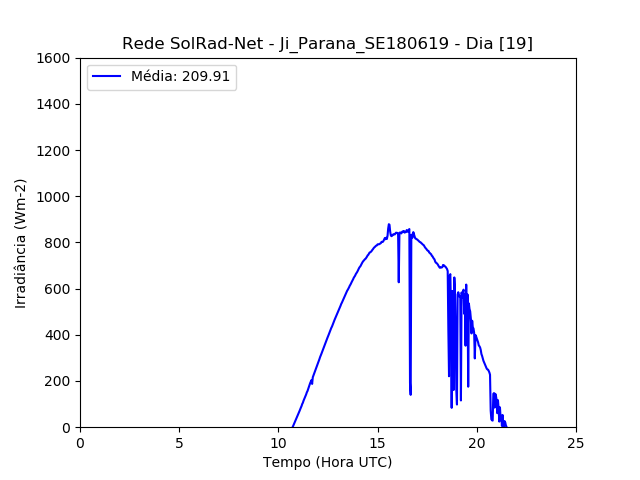 Rede SolRad-Net - Ji_Parana_SE180619 - Dia [19]
Média: 209.91
Irradiância (Wm-2)
1600
1400
1200
1000
800
600
400
200
0
0 5 10 15 20 25
Tempo (Hora UTC)